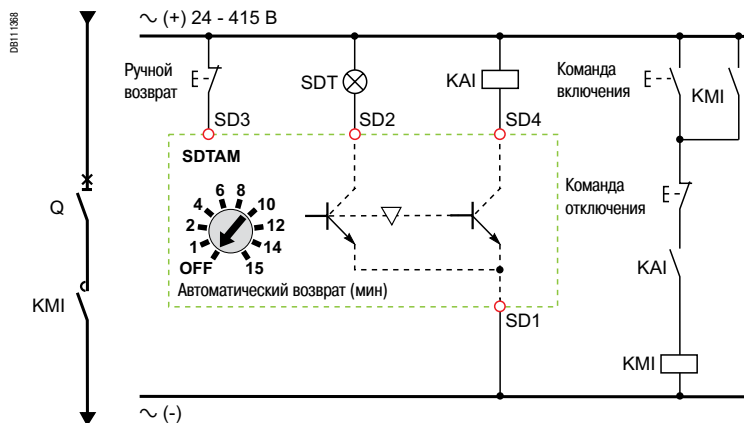 DB111368
∼ (+) 24 - 415 В
Ручной
возврат
E
SD3
SDT
SD2
KAI
SD4
Команда
включения
E
KMI
SDTAM
Q
KMI
OFF
1
2
4
6
8
10
12
14
15
Автоматический возврат (мин)
SD1
Команда
отключения
E
KAI
KMI
∼ (-)